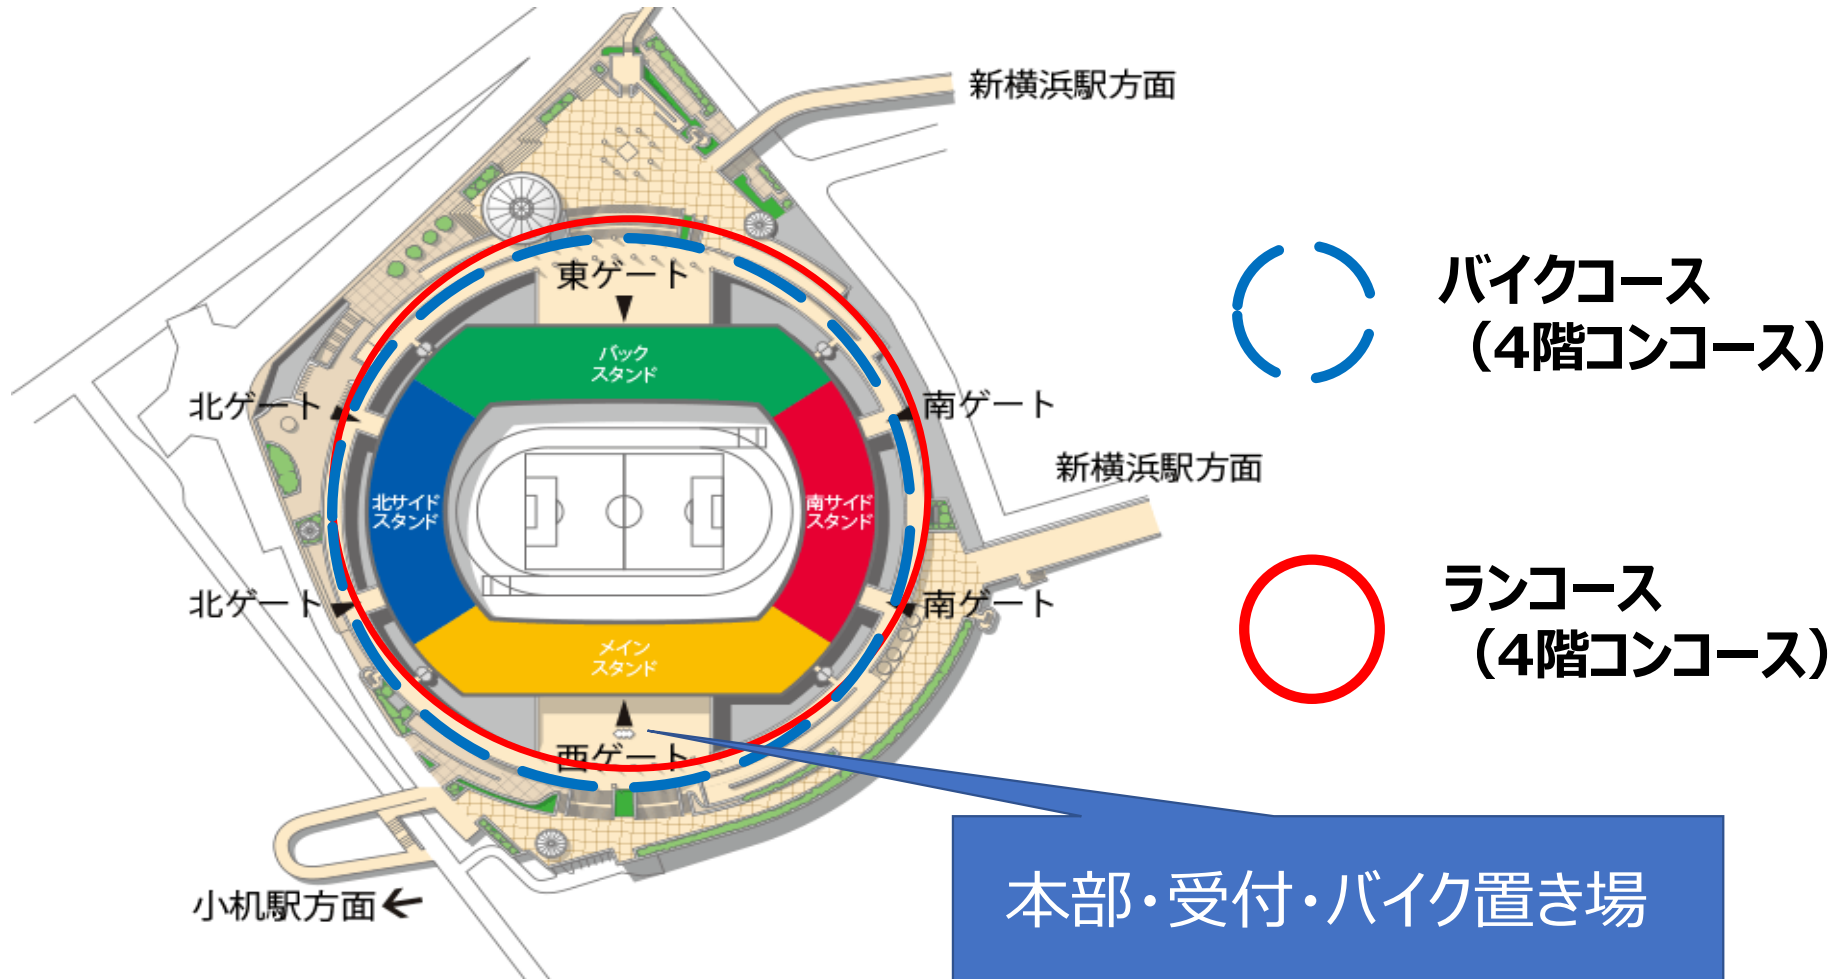 新横浜駅方面
東ゲート
バック
スタンド
北ゲート
南ゲート
新横浜駅方面
北サイド
スタンド
南サイド
スタンド
北ゲート
南ゲート
メイン
スタンド
西ゲート
小机駅方面
バイクコース
（4階コンコース）
ランコース
（4階コンコース）
本部・受付・バイク置き場